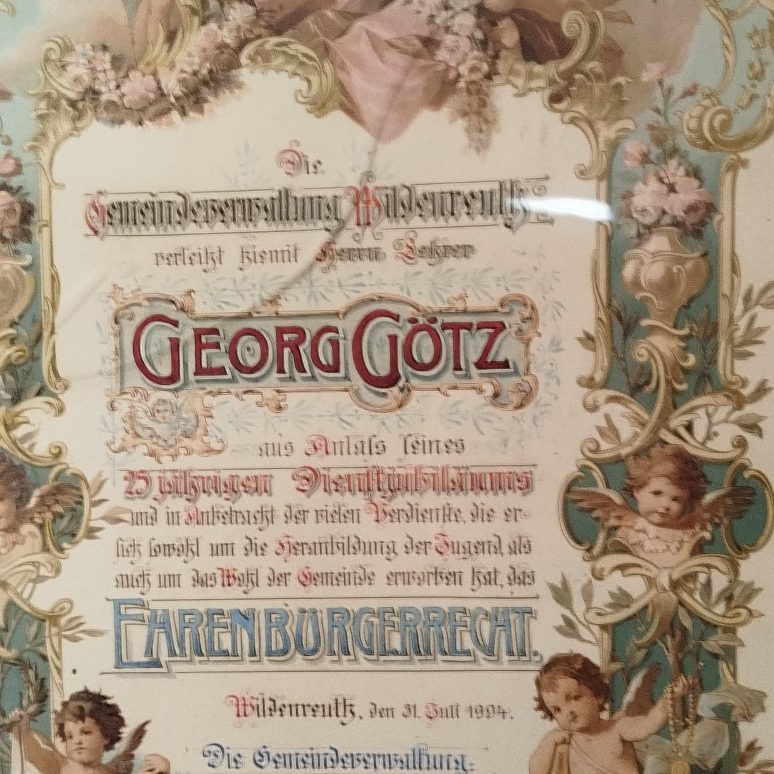 Die
Gemeindeverwaltung Wildenreuth
verleiht hiemit Herrn Lehrer
GEORG GÖTZ
aus Anlaß seines
25 jährigen Dienstjubiläums
und in Anbetracht der vielen Verdienste, die er-
sich sowohl um die Heranbildung der Jugend, als
auch um das Wohl der Gemeinde erworben hat, das
EHRENBÜRGERRECHT.
Wildenreuth, den 31. Juli 1904.
Die Gemeindeverwaltung: